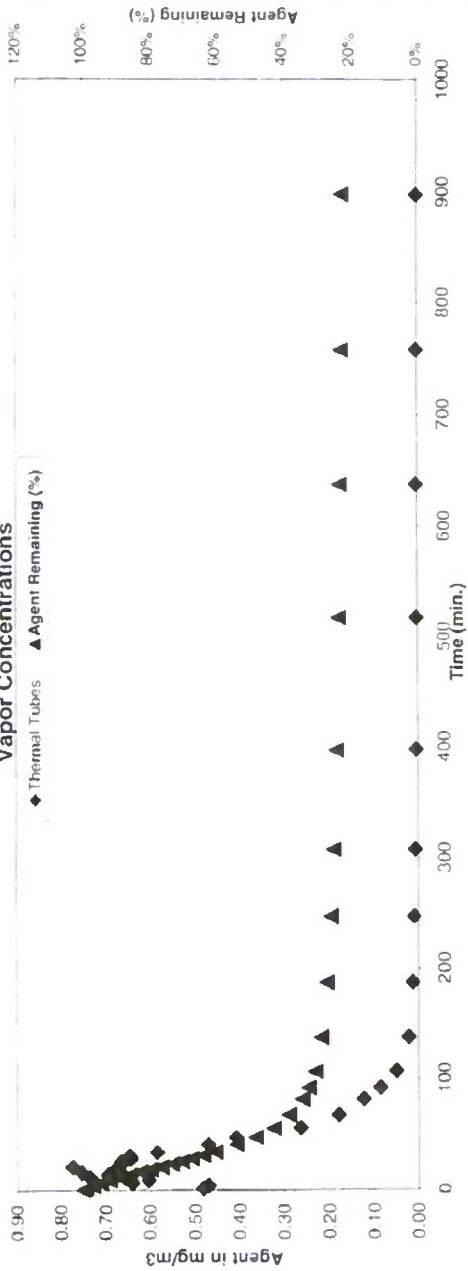 Vapor Concentrations
◆ Thermal Tubes ▲ Agent Remaining (%)
Agent in mg/m3
0.90
0.80
0.70
0.60
0.50
0.40
0.30
0.20
0.10
0.00
0 100 200 300 400 500 600 700 800 900 1000
Time (min.)
120%
100%
80%
60%
40%
20%
0%
Agent Remaining (%)